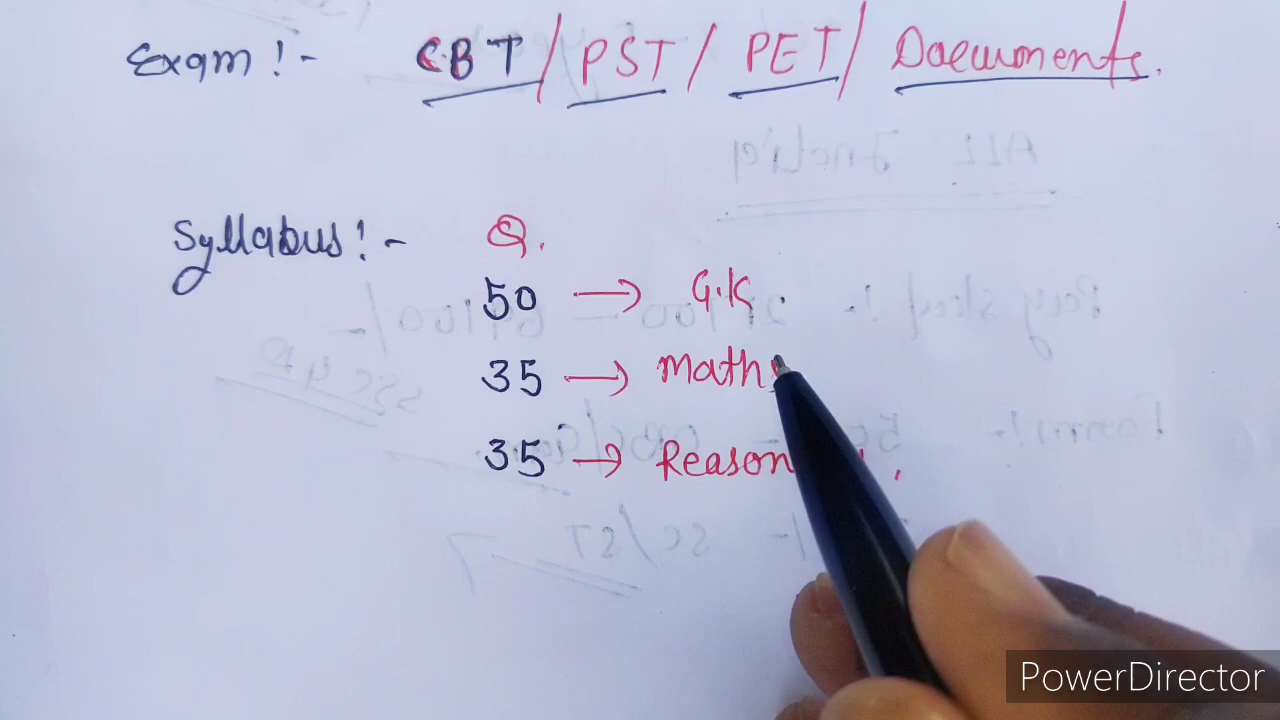 Exam !- CBT / PST / PET / Documents.
Syllabus !- Q.
50 → G.K
35 → Maths
35 → Reason
PowerDirector